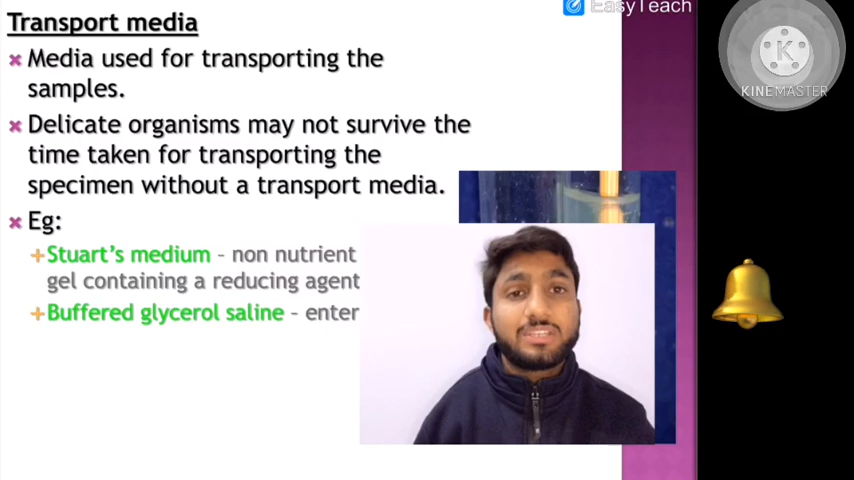 Transport media
Media used for transporting the
samples.
Delicate organisms may not survive the
time taken for transporting the
specimen without a transport media.
Eg:
Stuart's medium – non nutrient
gel containing a reducing agent
Buffered glycerol saline – enter
EasyTeach
K
KINEMASTER